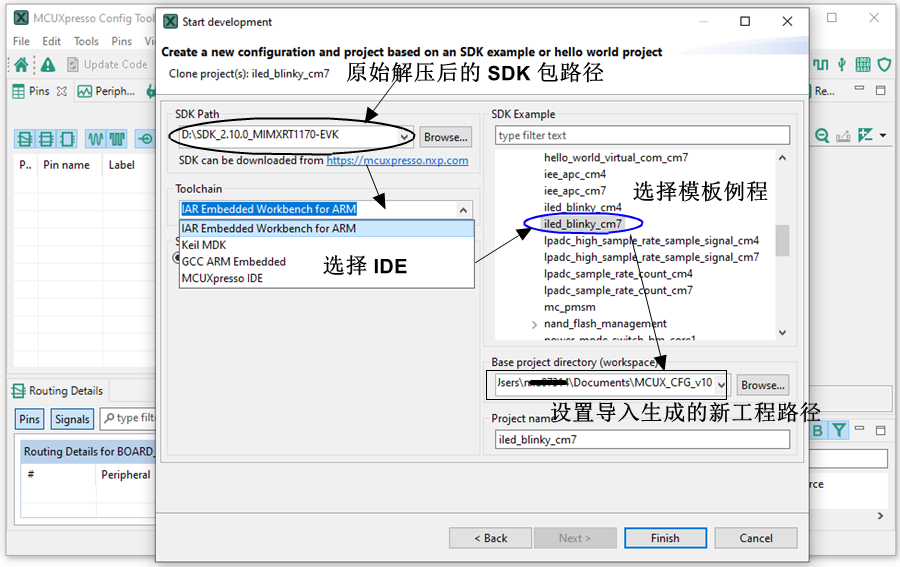 MCUXpresso Config Tool
File Edit Tools Pins
Update Code
Pins
Periph...
P.. Pin name Label
Routing Details
Pins Signals type filte
Routing Details for BOARD_
# Peripheral
Start development
Create a new configuration and project based on an SDK example or hello world project
Clone project(s): iled_blinky_cm7
原始解压后的 SDK 包路径
SDK Path
D:\SDK_2.10.0_MIMXRT1170-EVK
Browse...
SDK can be downloaded from https://mcuxpresso.nxp.com
Toolchain
IAR Embedded Workbench for ARM
IAR Embedded Workbench for ARM
Keil MDK
GCC ARM Embedded
MCUXpresso IDE
选择 IDE
SDK Example
type filter text
hello_world_virtual_com_cm7
iee_apc_cm4
iee_apc_cm7
iled_blinky_cm4
iled_blinky_cm7
lpadc_high_sample_rate_sample_signal_cm4
lpadc_high_sample_rate_sample_signal_cm7
lpadc_sample_rate_count_cm4
lpadc_sample_rate_count_cm7
mc_pmsm
nand_flash_management
power_mode_switch_bm_core1
选择模板例程
Base project directory (workspace)
\Documents\MCUX_CFG_v10
Browse...
设置导入生成的新工程路径
Project name
iled_blinky_cm7
< Back
Next >
Finish
Cancel
Re...
B
rce